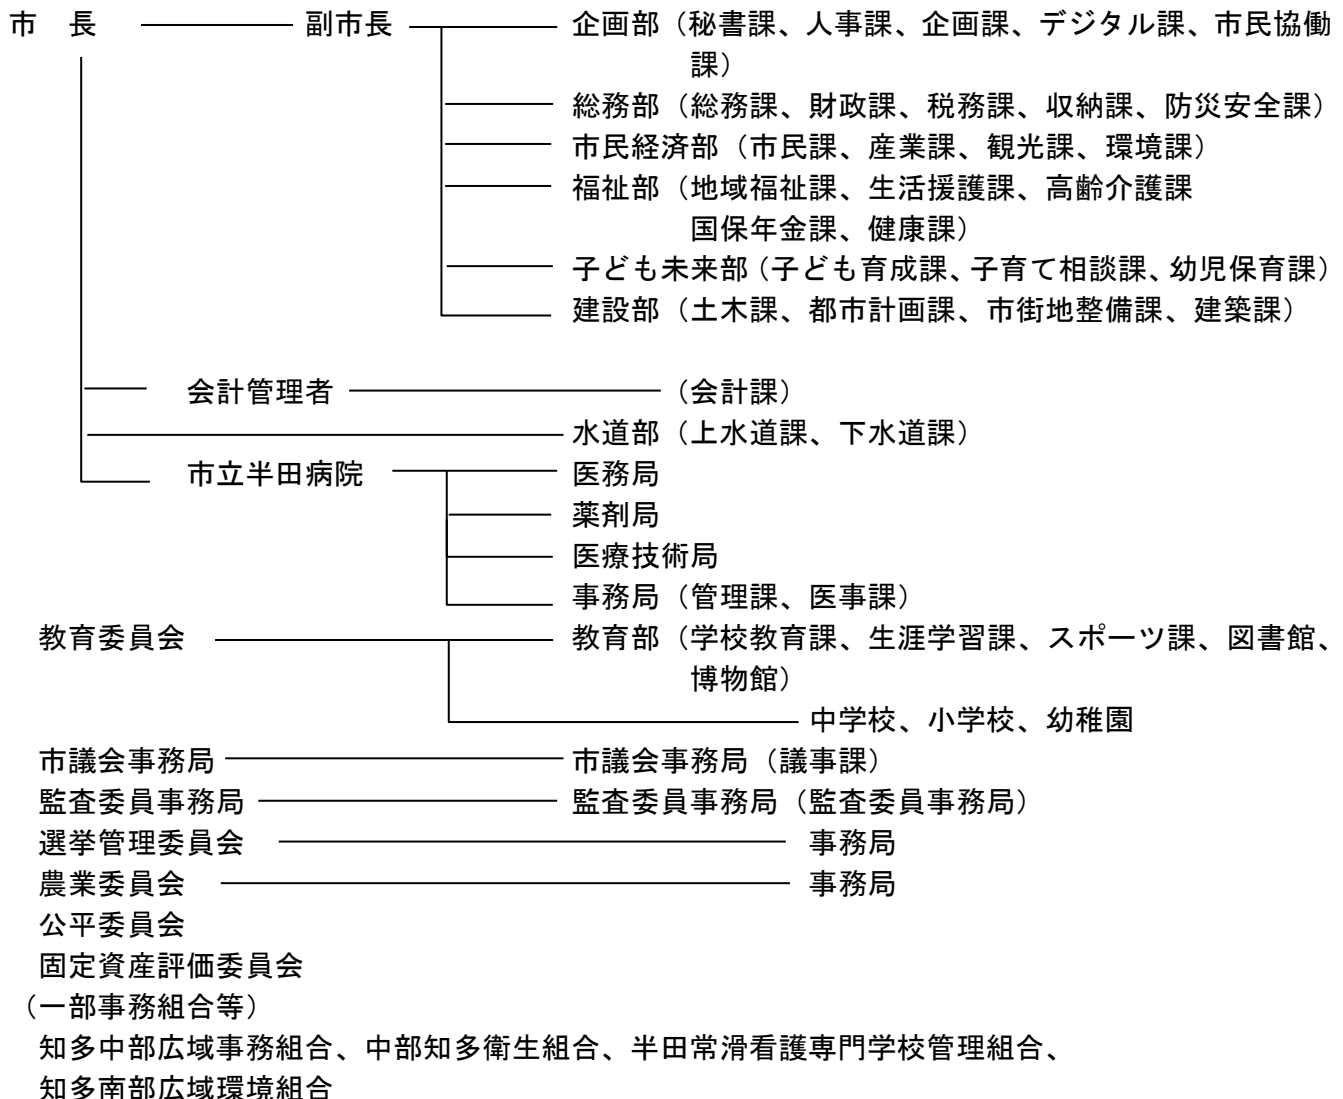 市　長　副市長　企画部（秘書課、人事課、企画課、デジタル課、市民協働
課）
総務部（総務課、財政課、税務課、収納課、防災安全課）
市民経済部（市民課、産業課、観光課、環境課）
福祉部（地域福祉課、生活援護課、高齢介護課
国保年金課、健康課）
子ども未来部（子ども育成課、子育て相談課、幼児保育課）
建設部（土木課、都市計画課、市街地整備課、建築課）
会計管理者　（会計課）
水道部（上水道課、下水道課）
市立半田病院　医務局
薬剤局
医療技術局
事務局（管理課、医事課）
教育委員会　教育部（学校教育課、生涯学習課、スポーツ課、図書館、
博物館）
中学校、小学校、幼稚園
市議会事務局　市議会事務局（議事課）
監査委員事務局　監査委員事務局（監査委員事務局）
選挙管理委員会　事務局
農業委員会　事務局
公平委員会
固定資産評価委員会
（一部事務組合等）
知多中部広域事務組合、中部知多衛生組合、半田常滑看護専門学校管理組合、
知多南部広域環境組合